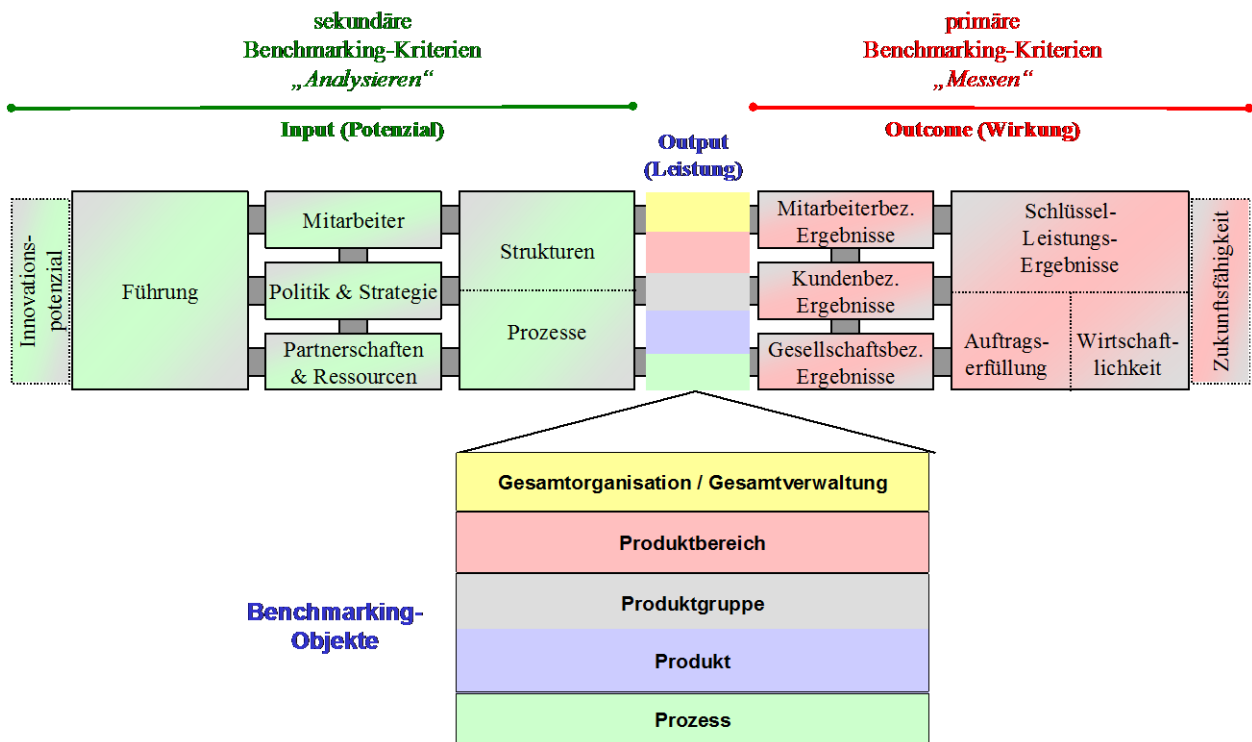 sekundäre
Benchmarking-Kriterien
„Analysieren“
primäre
Benchmarking-Kriterien
„Messen“
Input (Potenzial)
Output
(Leistung)
Outcome (Wirkung)
Innovations-
potenzial
Führung
Mitarbeiter
Politik & Strategie
Partnerschaften
& Ressourcen
Strukturen
Prozesse
Mitarbeiterbez.
Ergebnisse
Kundenbez.
Ergebnisse
Gesellschaftsbez.
Ergebnisse
Schlüssel-
Leistungs-
Ergebnisse
Auftrags-
erfüllung
Wirtschaft-
lichkeit
Zukunftsfähigkeit
Benchmarking-
Objekte
Gesamtorganisation / Gesamtverwaltung
Produktbereich
Produktgruppe
Produkt
Prozess